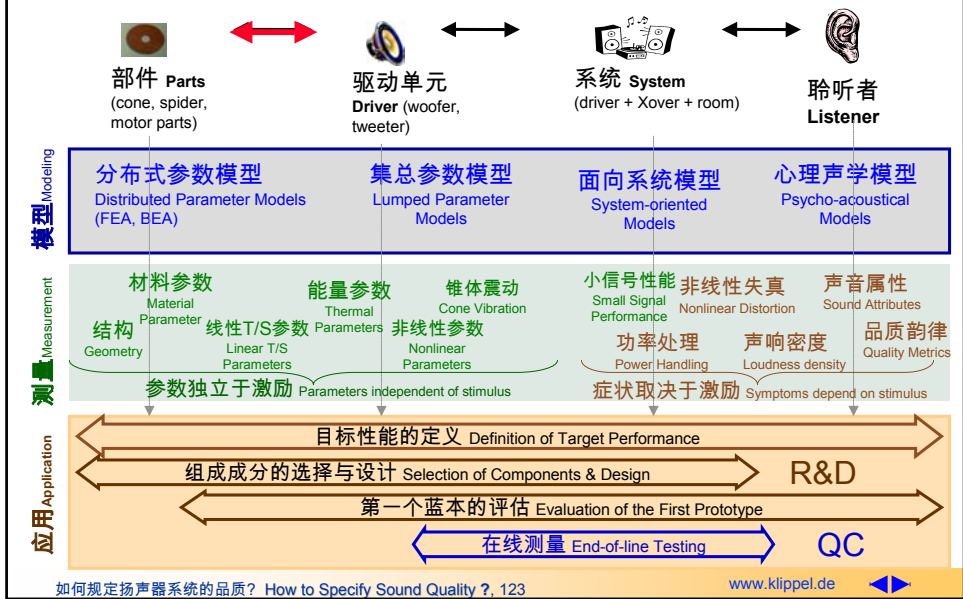 部件 Parts
(cone, spider,
motor parts)
驱动单元
Driver (woofer,
tweeter)
系统 System
(driver + Xover + room)
聆听者
Listener
模型 Modeling
分布式参数模型
Distributed Parameter Models
(FEA, BEA)
集总参数模型
Lumped Parameter
Models
面向系统模型
System-oriented
Models
心理声学模型
Psycho-acoustical
Models
测量 Measurement
材料参数
Material
Parameter
结构
Geometry
线性T/S参数
Linear T/S
Parameters
能量参数
Thermal
Parameters
锥体震动
Cone Vibration
非线性参数
Nonlinear
Parameters
参数独立于激励 Parameters independent of stimulus
小信号性能
Small Signal
Performance
非线性失真
Nonlinear Distortion
声音属性
Sound Attributes
功率处理
Power Handling
声响密度
Loudness density
品质韵律
Quality Metrics
症状取决于激励 Symptoms depend on stimulus
应用 Application
目标性能的定义 Definition of Target Performance
组成成分的选择与设计 Selection of Components & Design
R&D
第一个蓝本的评估 Evaluation of the First Prototype
在线测量 End-of-line Testing
QC
如何规定扬声器系统的品质? How to Specify Sound Quality ?, 123
www.klippel.de